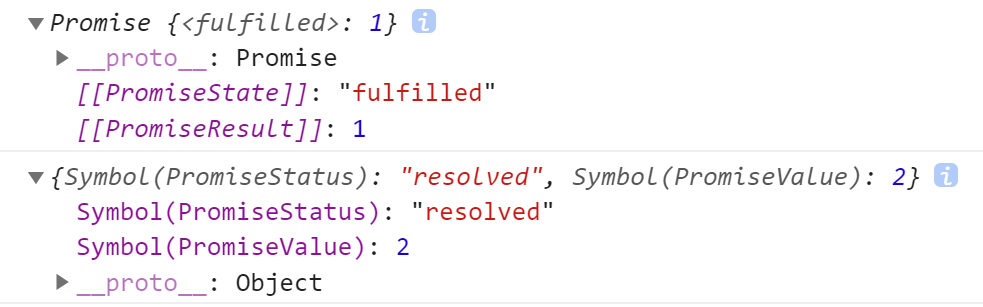 ▼Promise {<fulfilled>: 1} i
▶__proto__: Promise
[[PromiseState]]: "fulfilled"
[[PromiseResult]]: 1
▼{Symbol(PromiseStatus): "resolved", Symbol(PromiseValue): 2} i
Symbol(PromiseStatus): "resolved"
Symbol(PromiseValue): 2
▶__proto__: Object